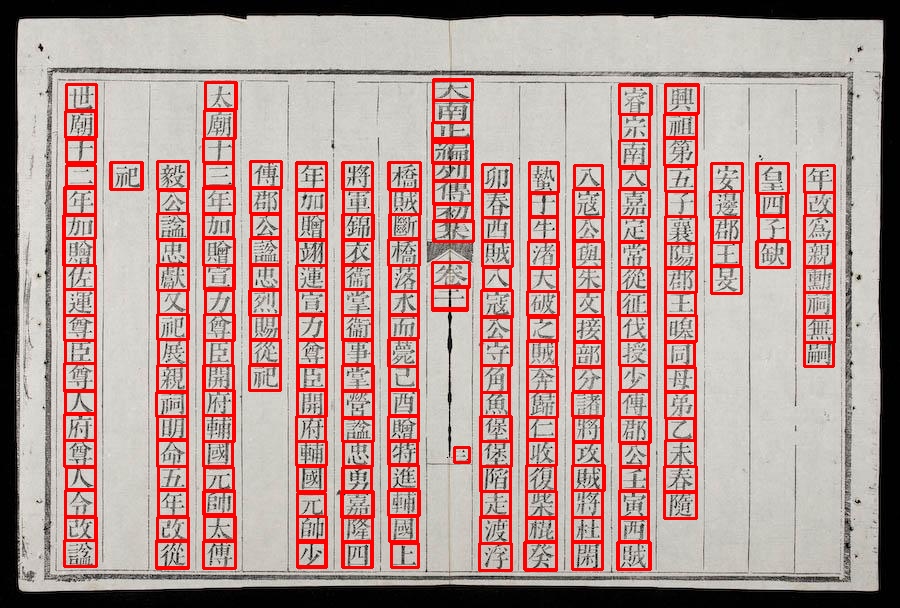 年改爲親勳祠無嗣
皇四子缺
安邊郡王旻
興祖第五子襄陽郡王暭同母弟乙未春隨
睿宗南入嘉定常從征伐授少傅郡公壬寅西賊
入寇公與朱文接部分諸將攻賊將杜閑
蟄于牛渚大破之賊奔歸仁收復柴棍癸
卯春西賊入寇公守角魚堡堡陷走渡浮
大南正編列傳初集 卷二
二
橋賊斷橋落水而薨己酉贈特進輔國上
將軍錦衣衞掌衞事掌營諡忠勇嘉隆四
年加贈翊運宣力尊臣開府輔國元帥少
傅郡公諡忠烈賜從祀
太廟十三年加贈宣力尊臣開府輔國元帥太傅
毅公諡忠獻又祀展親祠明命五年改從
祀
世廟十二年加贈佐運尊臣尊人府尊人令改諡